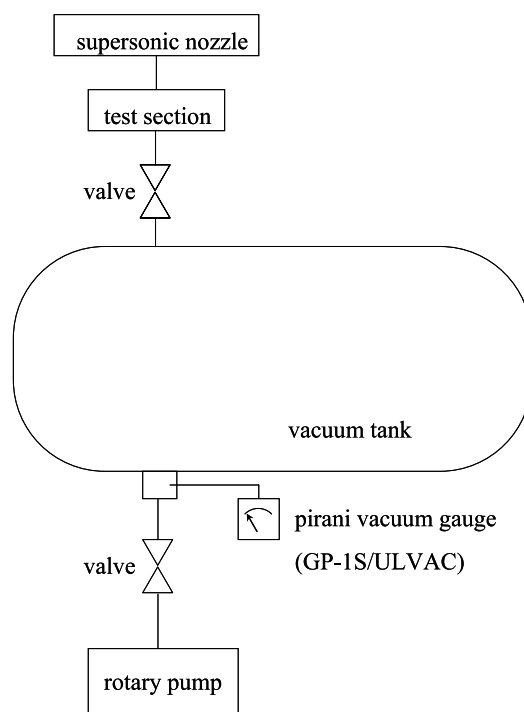 supersonic nozzle
test section
valve
vacuum tank
pirani vacuum gauge
(GP-1S/ULVAC)
valve
rotary pump